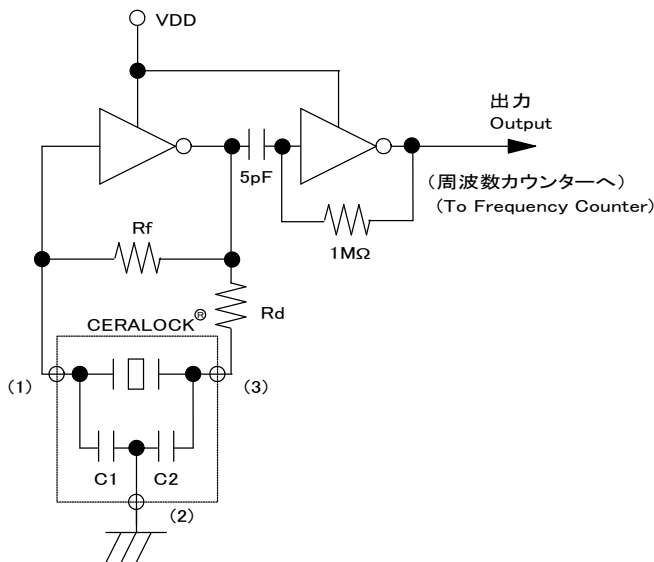 VDD
出力
Output
5pF
(周波数カウンターへ)
(To Frequency Counter)
Rf
1MΩ
Rd
CERALOCK®
(1)
(3)
C1
C2
(2)